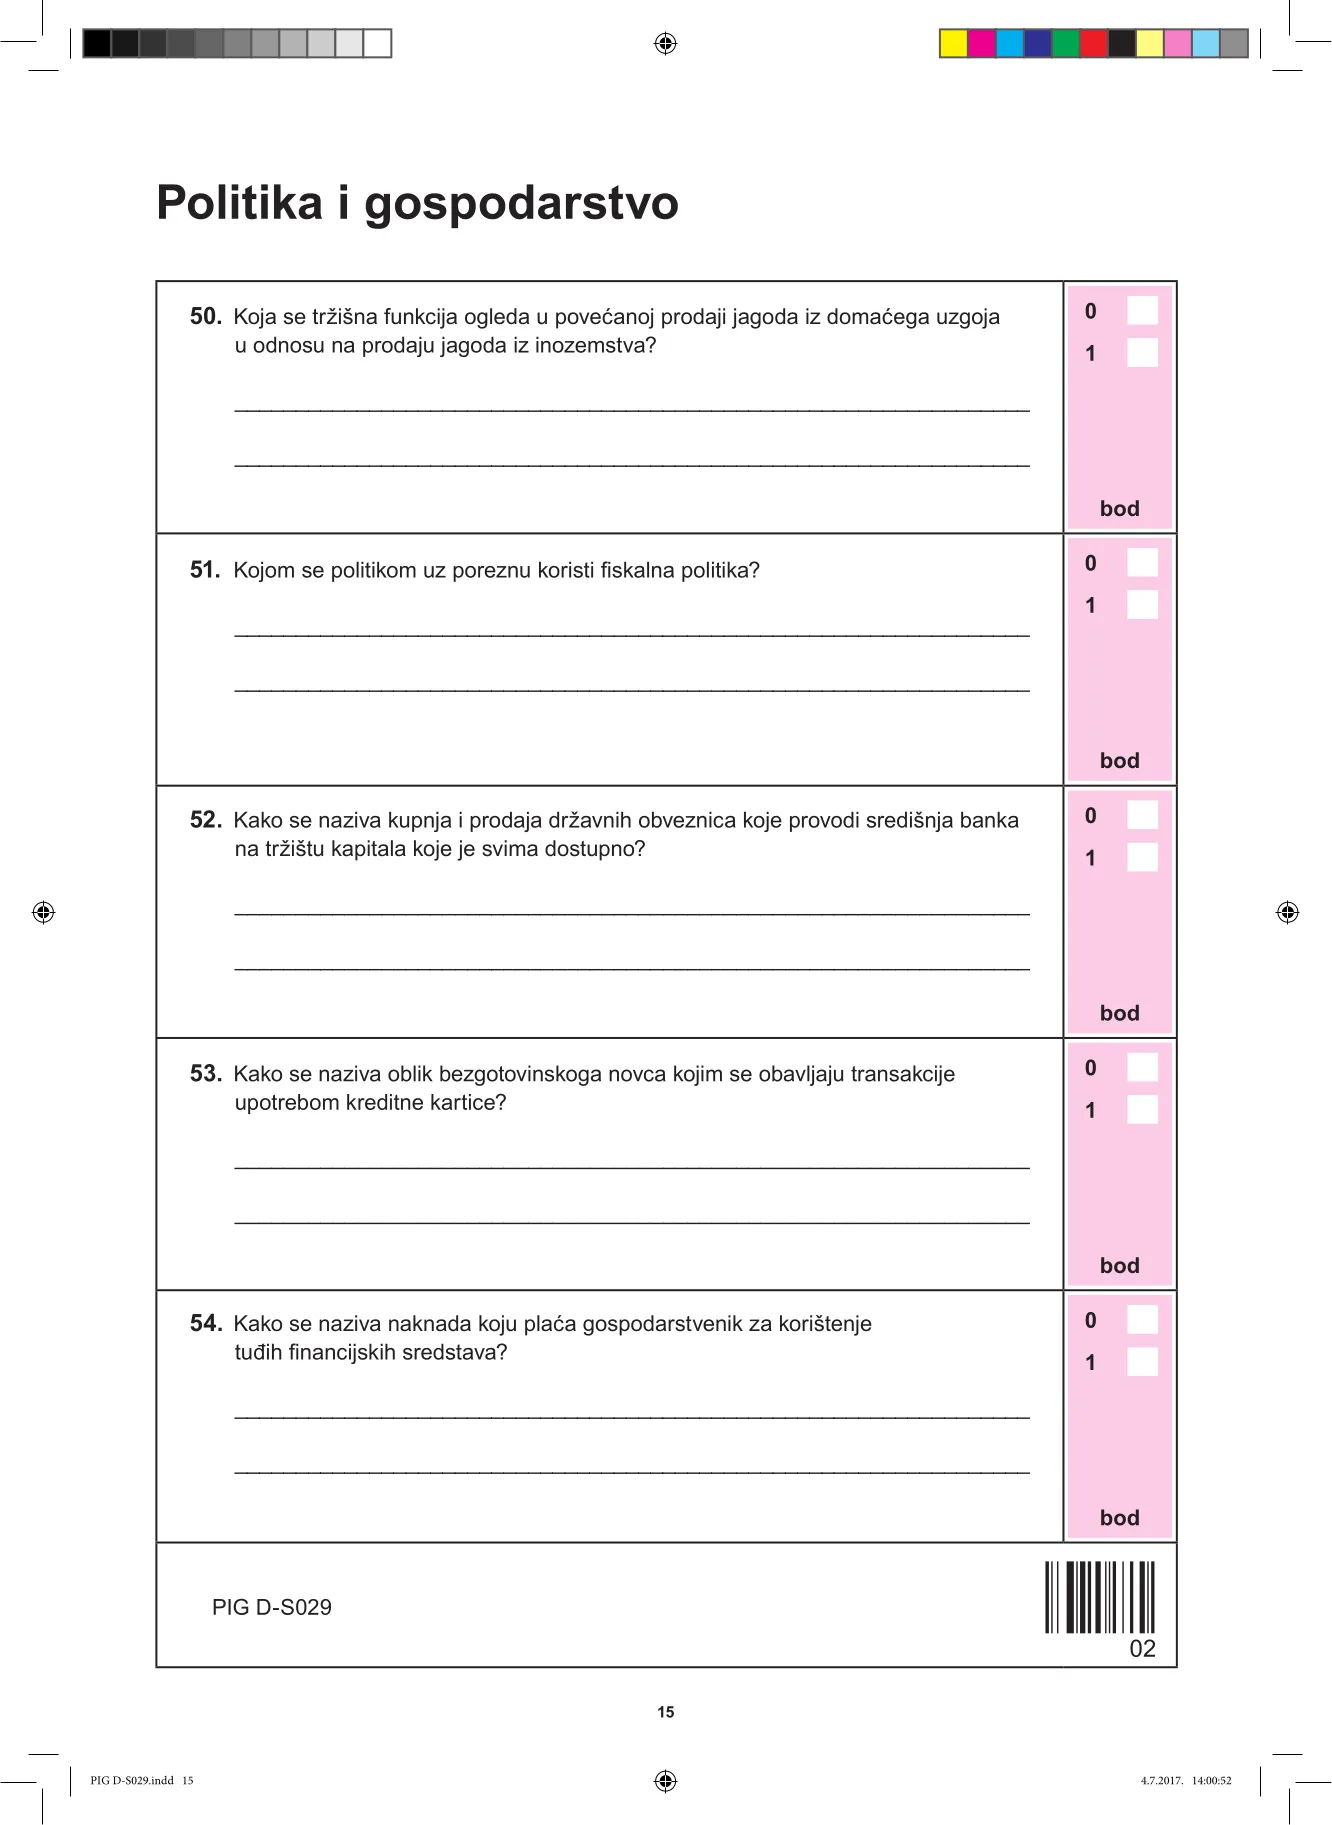 Politika i gospodarstvo
50. Koja se tržišna funkcija ogleda u povećanoj prodaji jagoda iz domaćega uzgoja
u odnosu na prodaju jagoda iz inozemstva?
0
1
bod
51. Kojom se politikom uz poreznu koristi fiskalna politika?
0
1
bod
52. Kako se naziva kupnja i prodaja državnih obveznica koje provodi središnja banka
na tržištu kapitala koje je svima dostupno?
0
1
bod
53. Kako se naziva oblik bezgotovinskoga novca kojim se obavljaju transakcije
upotrebom kreditne kartice?
0
1
bod
54. Kako se naziva naknada koju plaća gospodarstvenik za korištenje
tuđih financijskih sredstava?
0
1
bod
PIG D-S029
02
15
PIG D-S029.indd 15
4.7.2017. 14:00:52